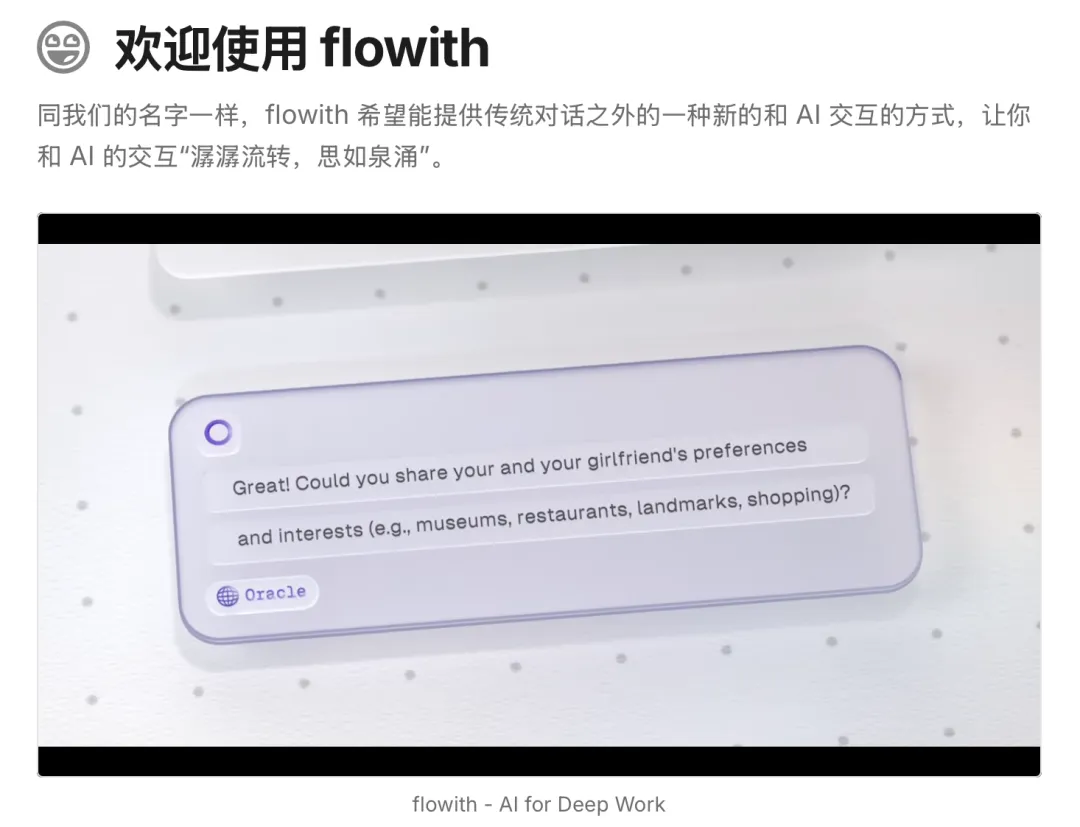 欢迎使用 flowith
同我们的名字一样，flowith 希望能提供传统对话之外的一种新的和 AI 交互的方式，让你
和 AI 的交互“潺潺流转，思如泉涌”。
Great! Could you share your and your girlfriend's preferences
and interests (e.g., museums, restaurants, landmarks, shopping)?
Oracle
flowith - AI for Deep Work